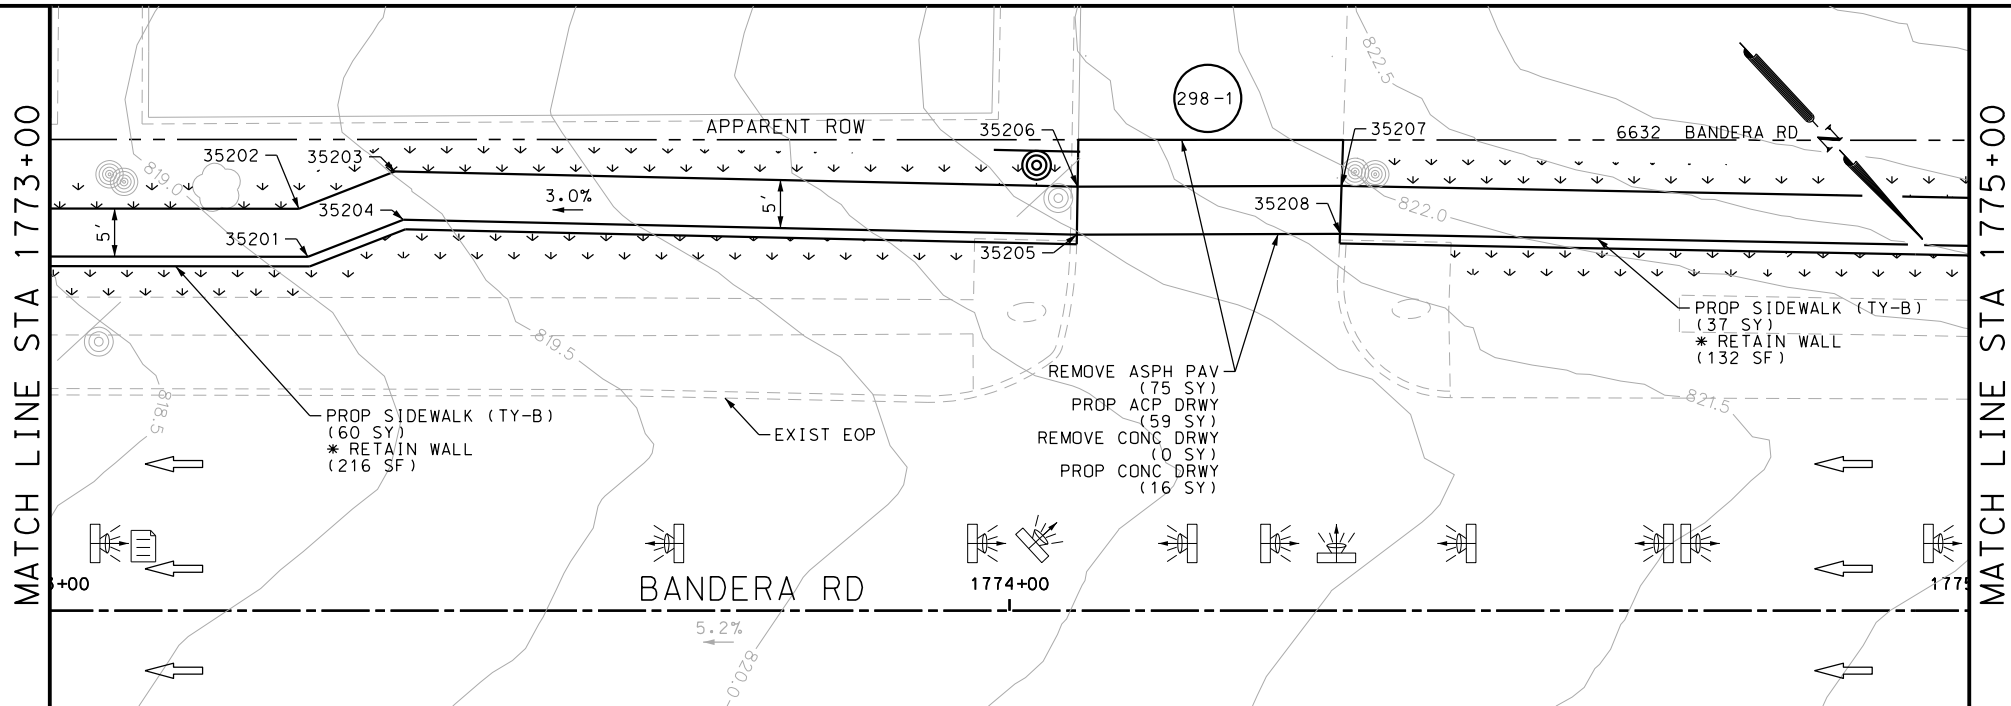 MATCH LINE STA 1773+00
MATCH LINE STA 1775+00
822.5
298-1
APPARENT ROW
35206
35207
6632 BANDERA RD
35202
35203
819.0
3.0%
5'
35204
35208
822.0
5'
35201
35205
PROP SIDEWALK (TY-B)
(37 SY)
* RETAIN WALL
(132 SF)
819.5
REMOVE ASPH PAV
(75 SY)
PROP ACP DRWY
(59 SY)
REMOVE CONC DRWY
(0 SY)
PROP CONC DRWY
(16 SY)
821.5
818.5
PROP SIDEWALK (TY-B)
(60 SY)
* RETAIN WALL
(216 SF)
EXIST EOP
+00
BANDERA RD
1774+00
1775
5.2%
820.0